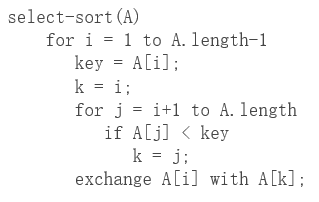 select-sort(A)
    for i = 1 to A.length-1
        key = A[i];
        k = i;
        for j = i+1 to A.length
            if A[j] < key
                k = j;
        exchange A[i] with A[k];